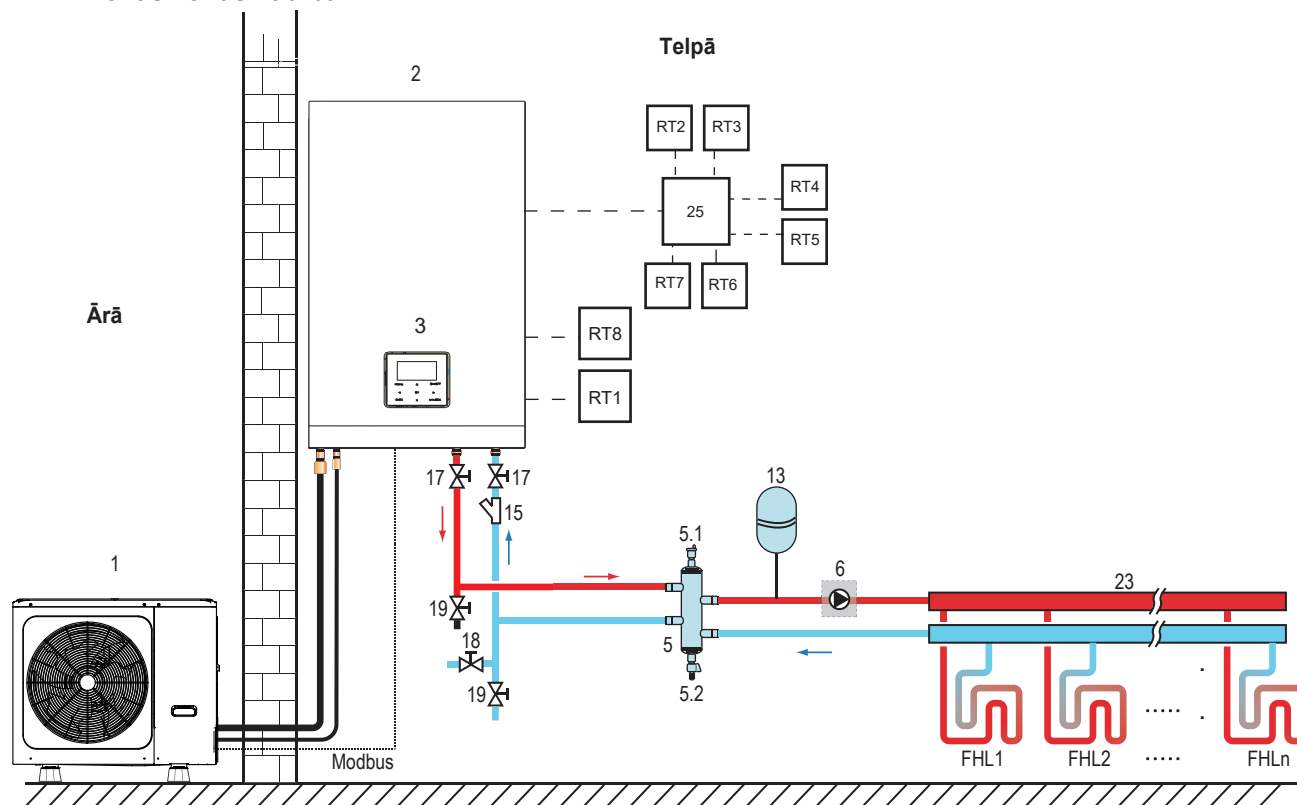 Telpā
2
RT2
RT3
RT4
25
RT5
RT7
RT6
Ārā
3
RT8
RT1
17
17
13
15
5.1
1
6
23
19
18
5
19
5.2
Modbus
FHL1
FHL2
.....
FHLn